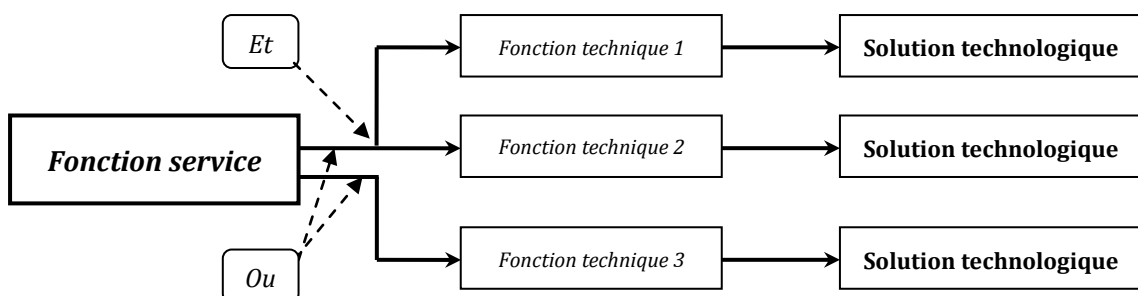 Et
Fonction technique 1
Solution technologique
Fonction service
Fonction technique 2
Solution technologique
Ou
Fonction technique 3
Solution technologique